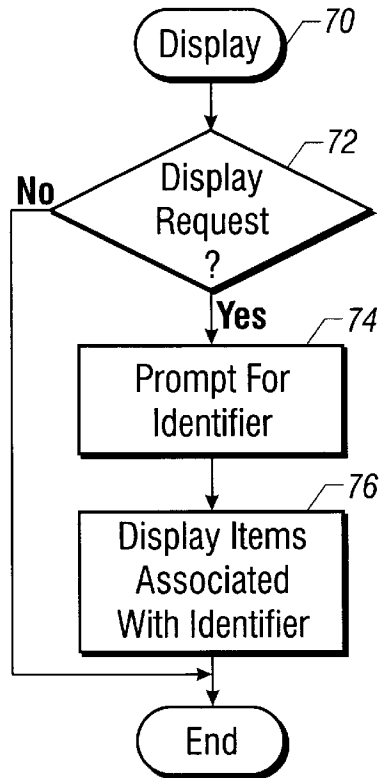 Display
70
72
No
Display
Request
?
Yes
74
Prompt For
Identifier
76
Display Items
Associated
With Identifier
End